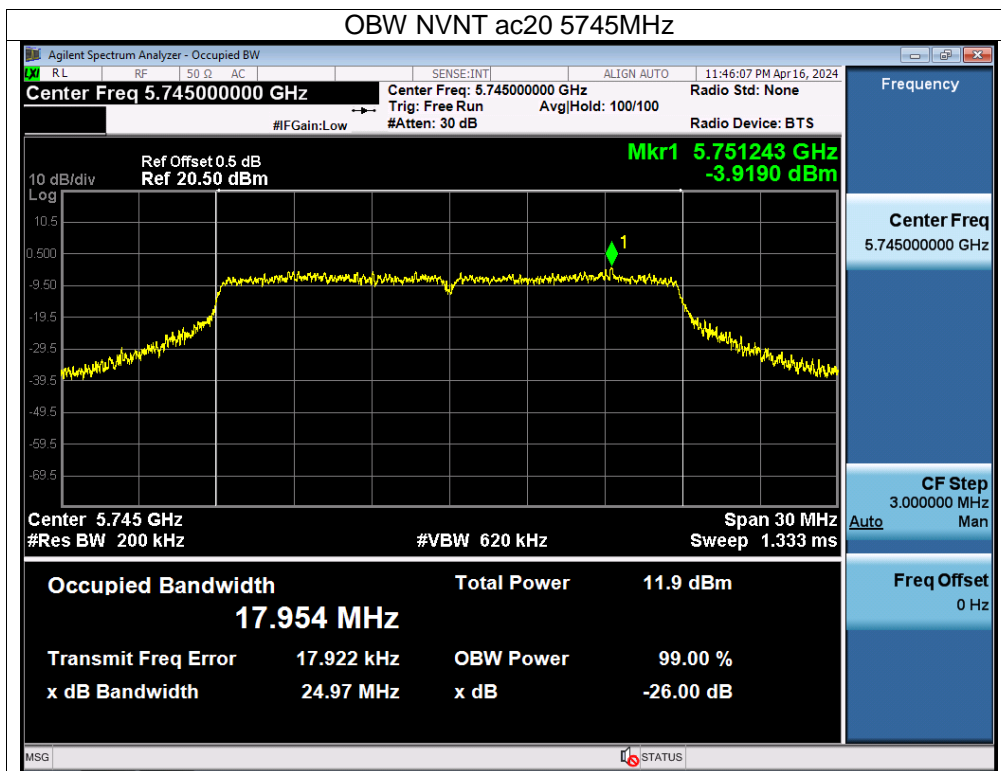 OBW NVNT ac20 5745MHz
Agilent Spectrum Analyzer - Occupied BW
LXI RL RF 50 Ω AC SENSE:INT ALIGN AUTO 11:46:07 PM Apr 16, 2024
Center Freq 5.745000000 GHz
Center Freq: 5.745000000 GHz Radio Std: None
Trig: Free Run Avg|Hold: 100/100
#IFGain:Low #Atten: 30 dB Radio Device: BTS
Ref Offset 0.5 dB
10 dB/div Ref 20.50 dBm
Mkr1 5.751243 GHz
-3.9190 dBm
Log
10.5
0.500
-9.50
-19.5
-29.5
-39.5
-49.5
-59.5
-69.5
1
Center 5.745 GHz Span 30 MHz
#Res BW 200 kHz #VBW 620 kHz Sweep 1.333 ms
Occupied Bandwidth Total Power 11.9 dBm
17.954 MHz
Transmit Freq Error 17.922 kHz OBW Power 99.00 %
x dB Bandwidth 24.97 MHz x dB -26.00 dB
MSG STATUS
Frequency
Center Freq
5.745000000 GHz
CF Step
3.000000 MHz
Auto Man
Freq Offset
0 Hz